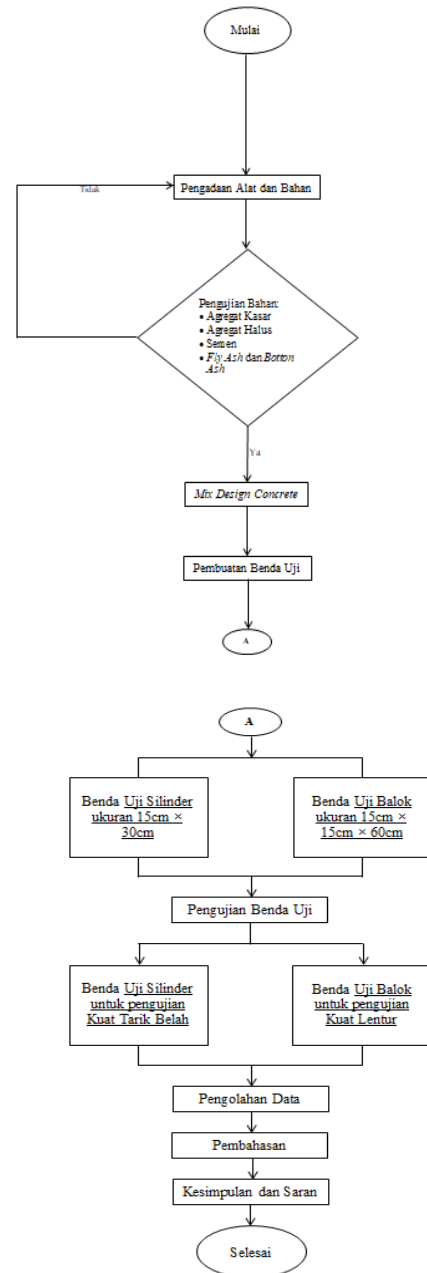 Mulai
Tidak
Pengadaan Alat dan Bahan
Pengujian Bahan:
• Agregat Kasar
• Agregat Halus
• Semen
• Fly Ash dan Botton
Ash
Ya
Mix Design Concrete
Pembuatan Benda Uji
A
A
Benda Uji Silinder
ukuran 15cm ×
30cm
Benda Uji Balok
ukuran 15cm ×
15cm × 60cm
Pengujian Benda Uji
Benda Uji Silinder
untuk pengujian
Kuat Tarik Belah
Benda Uji Balok
untuk pengujian
Kuat Lentur
Pengolahan Data
Pembahasan
Kesimpulan dan Saran
Selesai